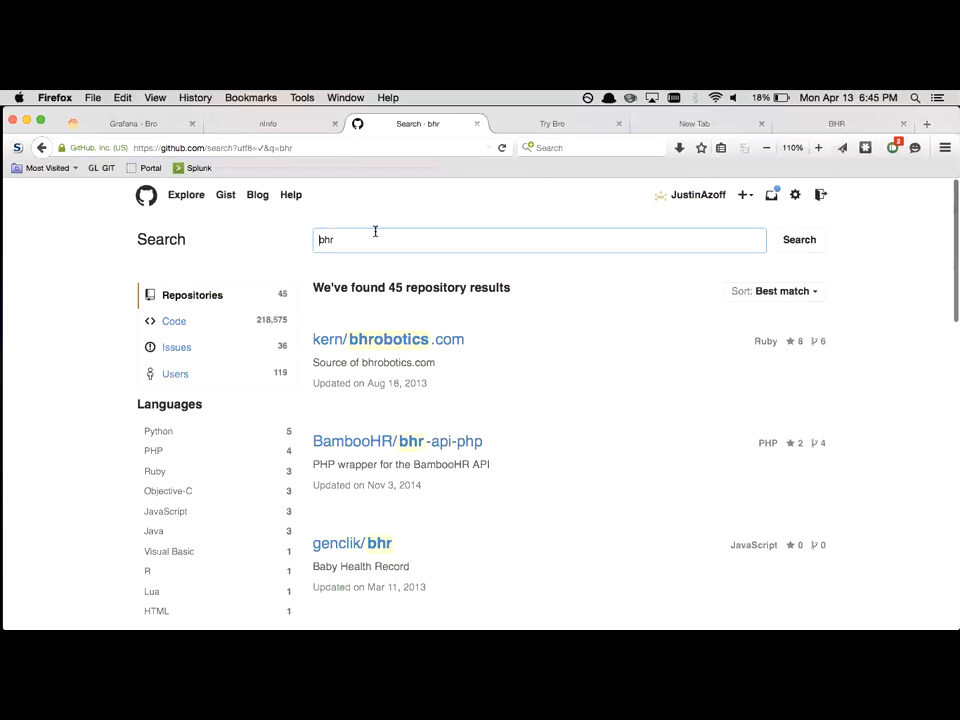 Firefox File Edit View History Bookmarks Tools Window Help 18% Mon Apr 13 6:45 PM
Grafana - Bro nInfo Search · bhr Try Bro New Tab BHR
GitHub, Inc. (US) https://github.com/search?utf8=✓&q=bhr Search 110% 2
Most Visited GL GIT Portal Splunk
Explore Gist Blog Help JustinAzoff
Search bhr Search
We've found 45 repository results Sort: Best match
Repositories 45
Code 218,575
Issues 36
Users 119
Languages
Python 5
PHP 4
Ruby 3
Objective-C 3
JavaScript 3
Java 3
Visual Basic 1
R 1
Lua 1
HTML 1
kern/bhrobotics.com Ruby 8 6
Source of bhrobotics.com
Updated on Aug 18, 2013
BambooHR/bhr-api-php PHP 2 4
PHP wrapper for the BambooHR API
Updated on Nov 3, 2014
genclik/bhr JavaScript 0 0
Baby Health Record
Updated on Mar 11, 2013